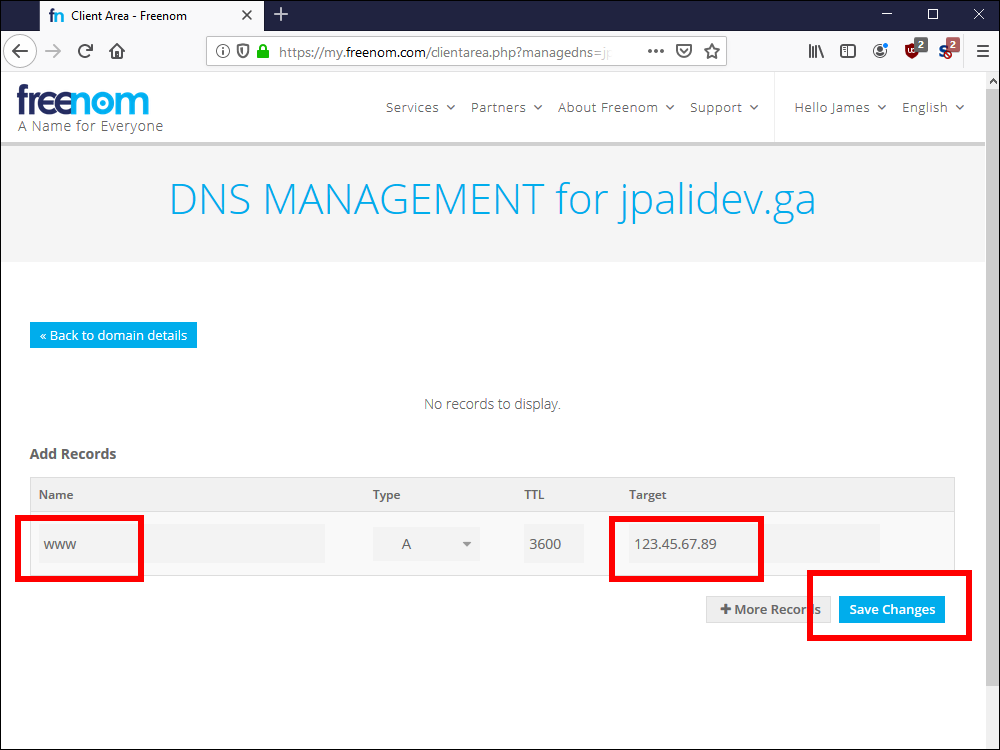 fn Client Area - Freenom
https://my.freenom.com/clientarea.php?managedns=jp
2
2
freenom
A Name for Everyone
Services Partners About Freenom Support Hello James English
DNS MANAGEMENT for jpalidev.ga
« Back to domain details
No records to display.
Add Records
Name Type TTL Target
www A 3600 123.45.67.89
+ More Records Save Changes